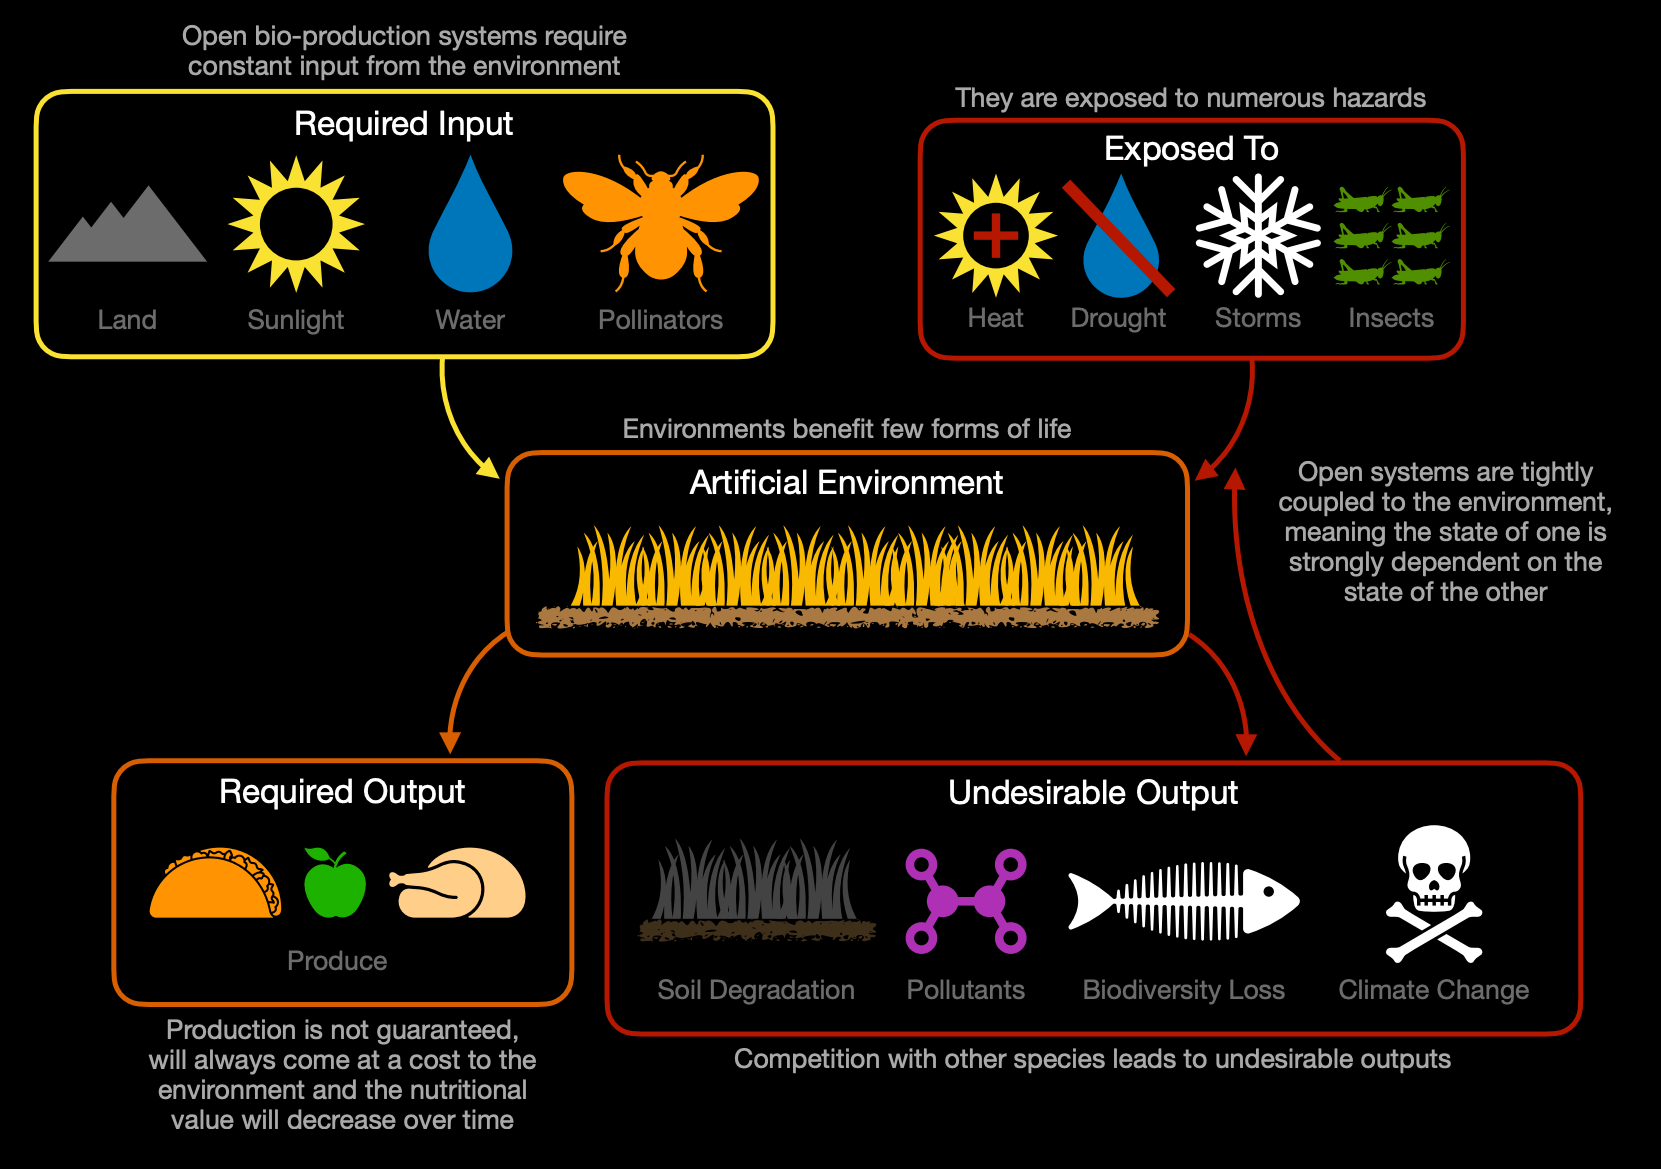 Open bio-production systems require
constant input from the environment
Required Input
Land
Sunlight
Water
Pollinators
They are exposed to numerous hazards
Exposed To
Heat
Drought
Storms
Insects
Environments benefit few forms of life
Artificial Environment
Open systems are tightly
coupled to the environment,
meaning the state of one is
strongly dependent on the
state of the other
Required Output
Produce
Production is not guaranteed,
will always come at a cost to the
environment and the nutritional
value will decrease over time
Undesirable Output
Soil Degradation
Pollutants
Biodiversity Loss
Climate Change
Competition with other species leads to undesirable outputs